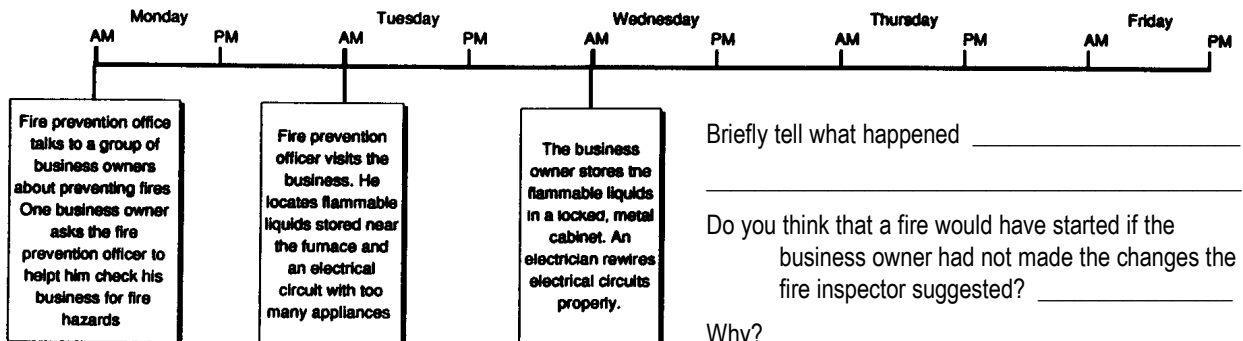 Monday Tuesday Wednesday Thursday Friday
AM PM AM PM AM PM AM PM AM PM
Fire prevention office
talks to a group of
business owners
about preventing fires
One business owner
asks the fire
prevention officer to
helpt him check his
business for fire
hazards
Fire prevention
officer visits the
business. He
locates flammable
liquids stored near
the furnace and
an electrical
circuit with too
many appliances
The business
owner stores tne
flammable liquids
in a locked, metal
cabinet. An
electrician rewires
electrical circuits
properly.
Briefly tell what happened ____________________
________________________________________
Do you think that a fire would have started if the
business owner had not made the changes the
fire inspector suggested? _______________
Why?